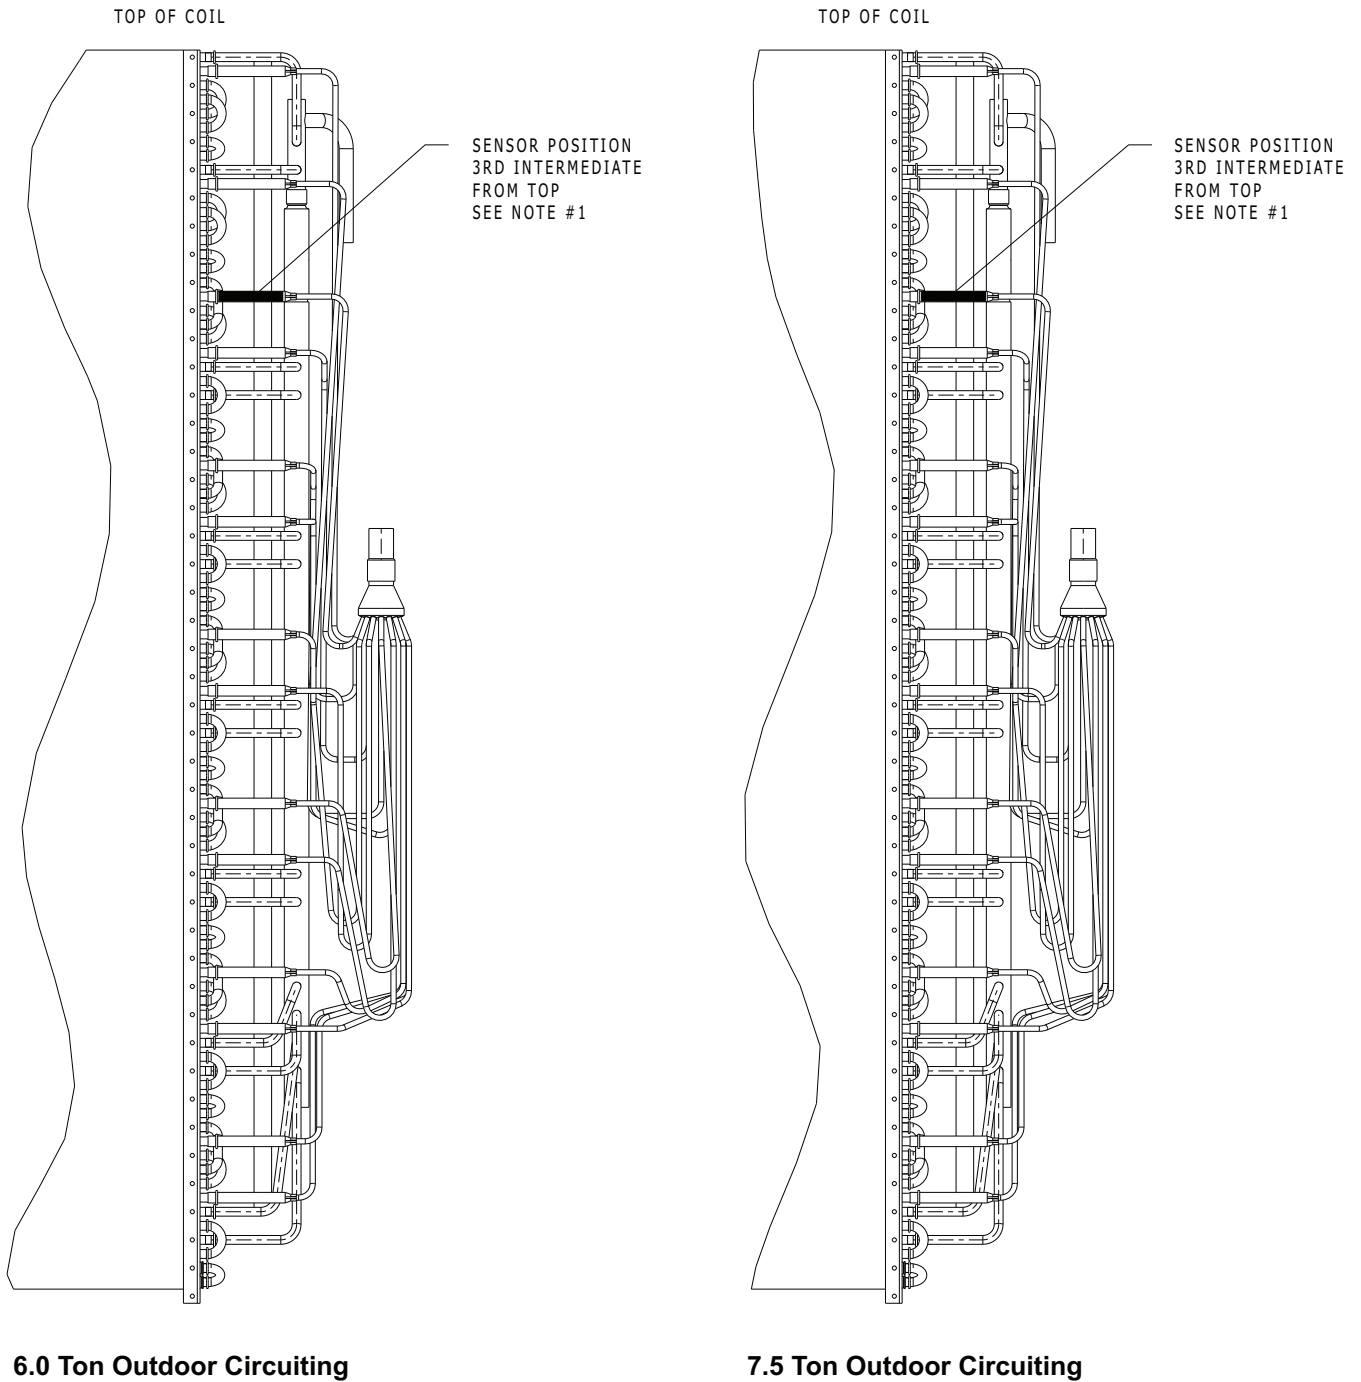 TOP OF COIL
SENSOR POSITION
3RD INTERMEDIATE
FROM TOP
SEE NOTE #1
6.0 Ton Outdoor Circuiting
TOP OF COIL
SENSOR POSITION
3RD INTERMEDIATE
FROM TOP
SEE NOTE #1
7.5 Ton Outdoor Circuiting